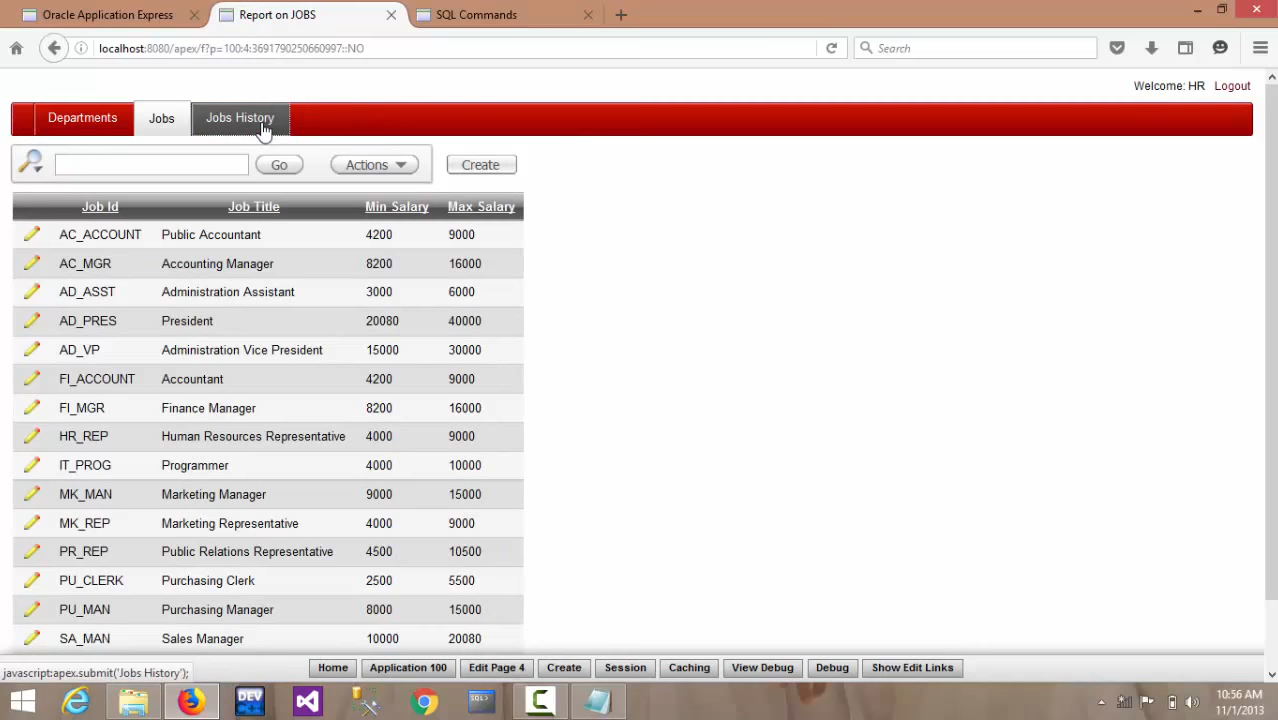 Oracle Application Express
Report on JOBS
SQL Commands
localhost:8080/apex/f?p=100:4:3691790250660997::NO
Search
Welcome: HR Logout
Departments Jobs Jobs History
Go Actions Create
Job Id Job Title Min Salary Max Salary
AC_ACCOUNT Public Accountant 4200 9000
AC_MGR Accounting Manager 8200 16000
AD_ASST Administration Assistant 3000 6000
AD_PRES President 20080 40000
AD_VP Administration Vice President 15000 30000
FI_ACCOUNT Accountant 4200 9000
FI_MGR Finance Manager 8200 16000
HR_REP Human Resources Representative 4000 9000
IT_PROG Programmer 4000 10000
MK_MAN Marketing Manager 9000 15000
MK_REP Marketing Representative 4000 9000
PR_REP Public Relations Representative 4500 10500
PU_CLERK Purchasing Clerk 2500 5500
PU_MAN Purchasing Manager 8000 15000
SA_MAN Sales Manager 10000 20080
javascript:apex.submit('Jobs History');
Home Application 100 Edit Page 4 Create Session Caching View Debug Debug Show Edit Links
DEV
SQL>
10:56 AM
11/1/2013